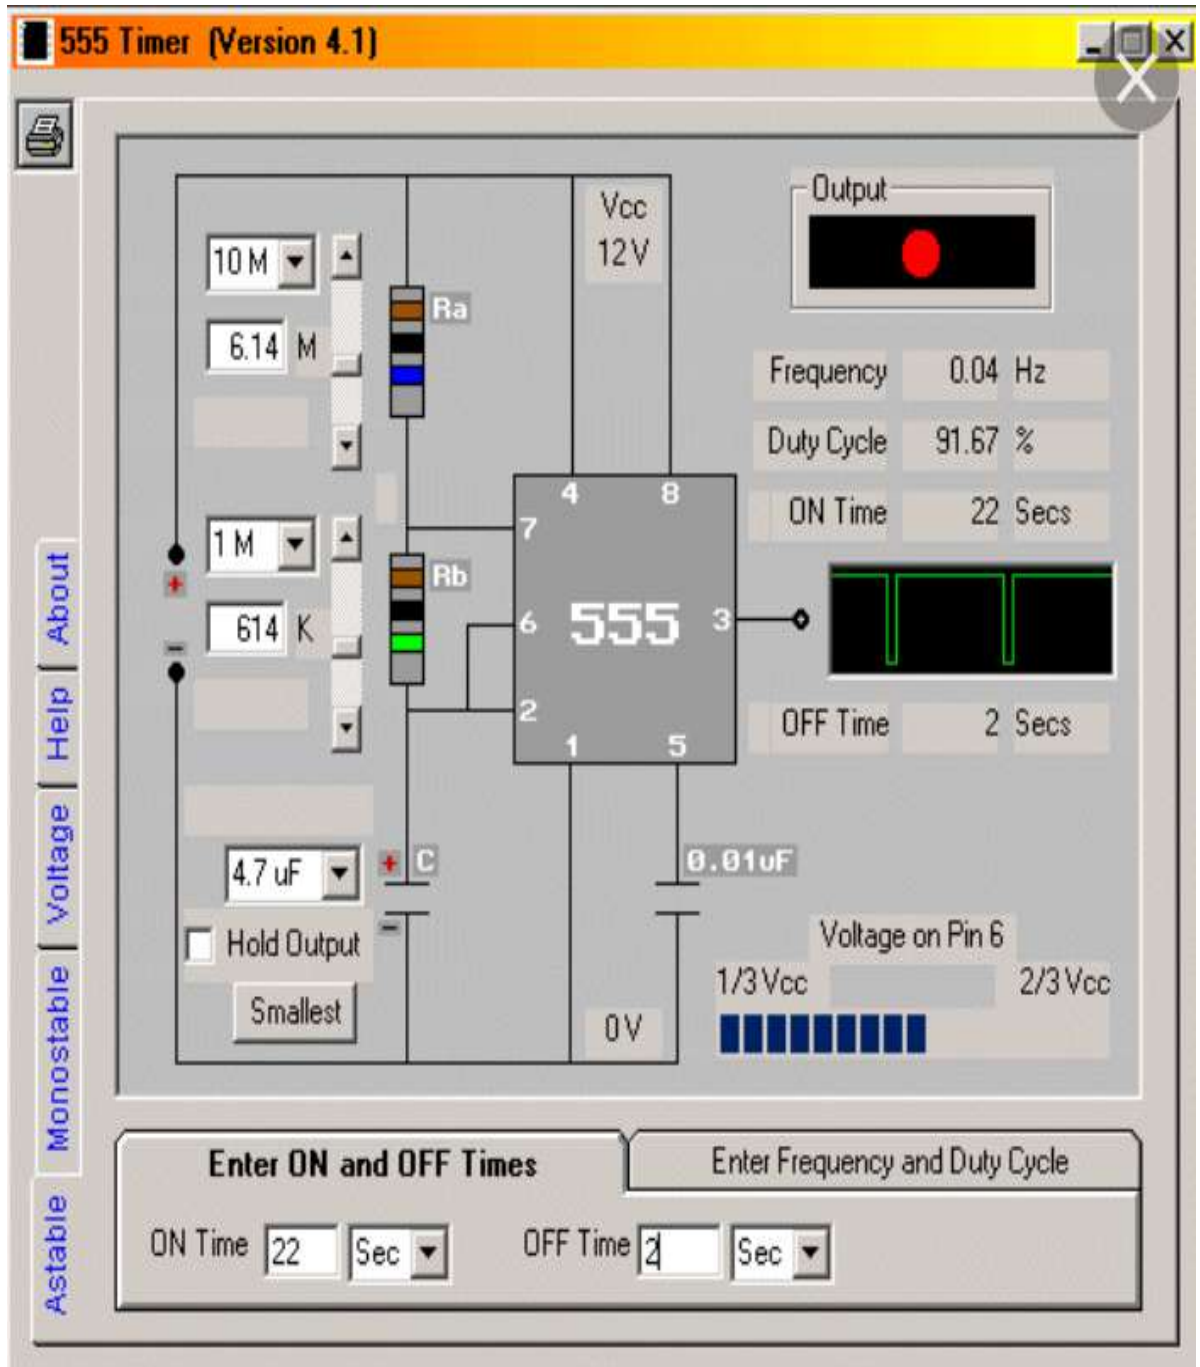 555 Timer (Version 4.1)
Output
Vcc
12V
10 M
Ra
6.14 M
Frequency 0.04 Hz
Duty Cycle 91.67 %
ON Time 22 Secs
4 8
7
1 M
Rb
+
614 K
6 555 3
-
2
OFF Time 2 Secs
1 5
4.7 uF
+ C
0.01uF
-
Hold Output
Voltage on Pin 6
1/3 Vcc 2/3 Vcc
Smallest
0V
About
Help
Voltage
Monostable
Astable
Enter ON and OFF Times
Enter Frequency and Duty Cycle
ON Time 22 Sec OFF Time 2 Sec